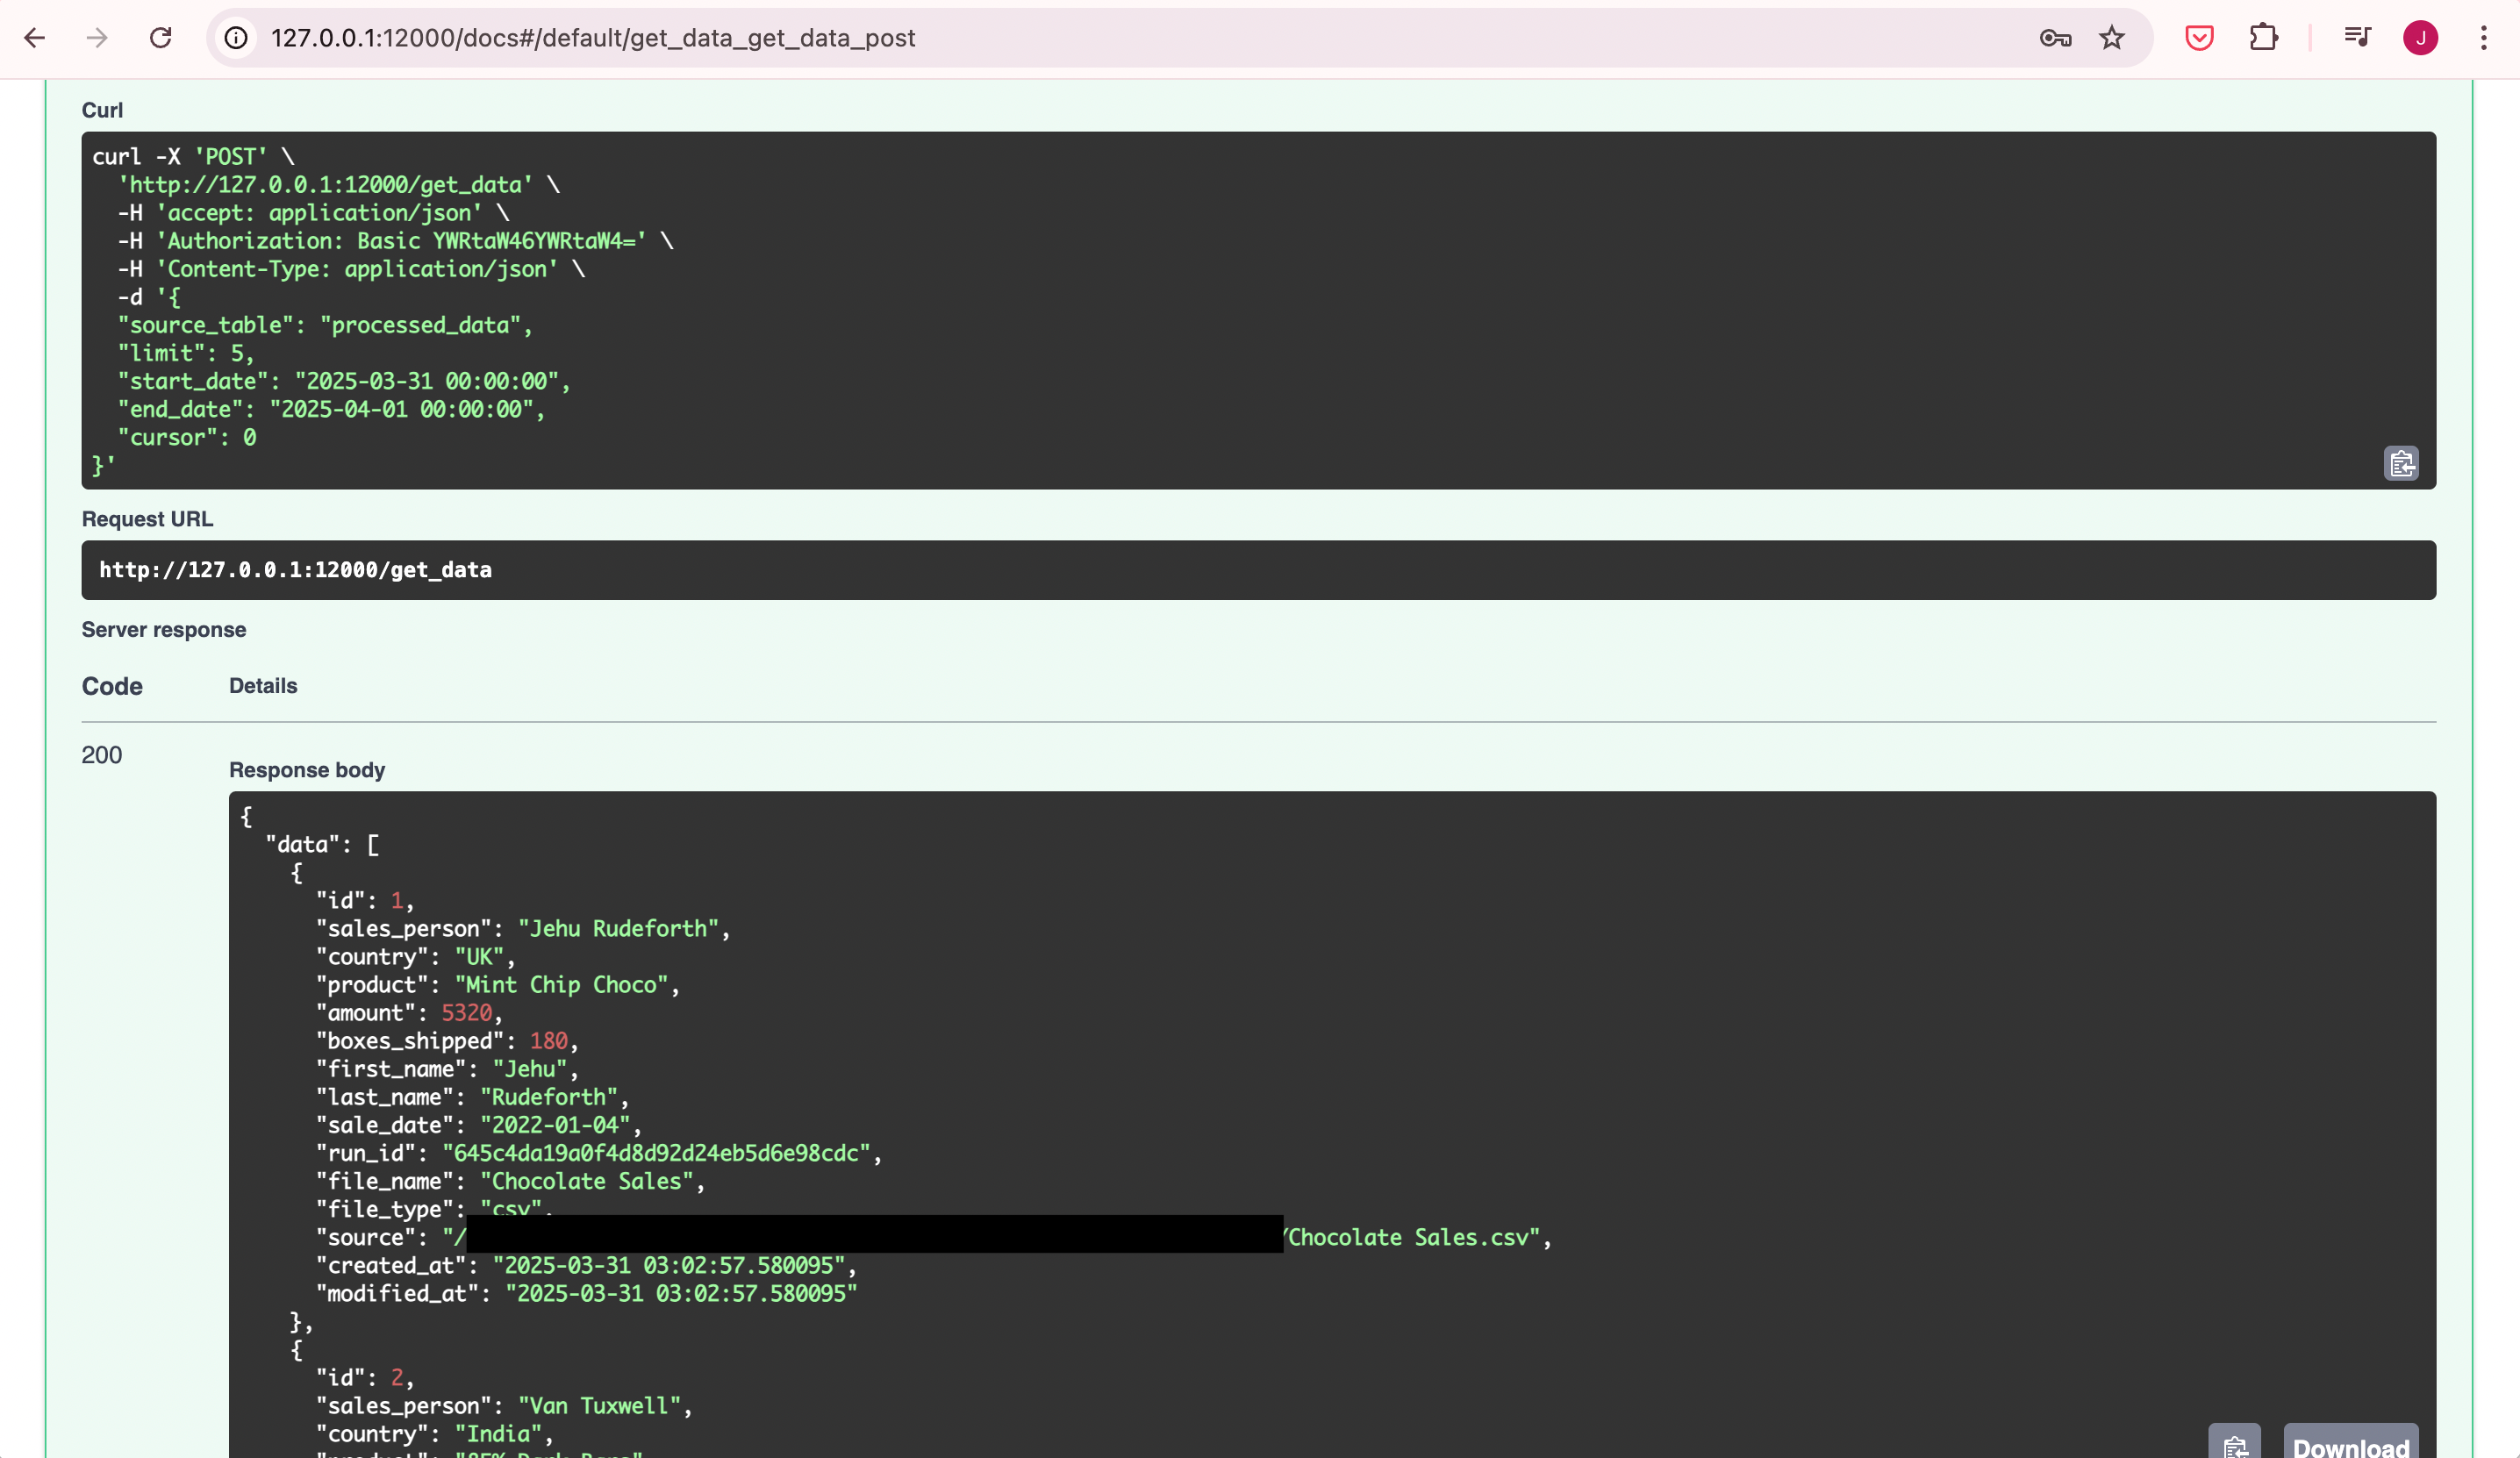 127.0.0.1:12000/docs#/default/get_data_get_data_post
J
Curl
curl -X 'POST' \
'http://127.0.0.1:12000/get_data' \
-H 'accept: application/json' \
-H 'Authorization: Basic YWRtaW46YWRtaW4=' \
-H 'Content-Type: application/json' \
-d '{
"source_table": "processed_data",
"limit": 5,
"start_date": "2025-03-31 00:00:00",
"end_date": "2025-04-01 00:00:00",
"cursor": 0
}'
Request URL
http://127.0.0.1:12000/get_data
Server response
Code Details
200
Response body
{
"data": [
{
"id": 1,
"sales_person": "Jehu Rudeforth",
"country": "UK",
"product": "Mint Chip Choco",
"amount": 5320,
"boxes_shipped": 180,
"first_name": "Jehu",
"last_name": "Rudeforth",
"sale_date": "2022-01-04",
"run_id": "645c4da19a0f4d8d92d24eb5d6e98cdc",
"file_name": "Chocolate Sales",
"file_type": "csv",
"source": "/ /Chocolate Sales.csv",
"created_at": "2025-03-31 03:02:57.580095",
"modified_at": "2025-03-31 03:02:57.580095"
},
{
"id": 2,
"sales_person": "Van Tuxwell",
"country": "India",
"product": "85% Dark Bars"
Download